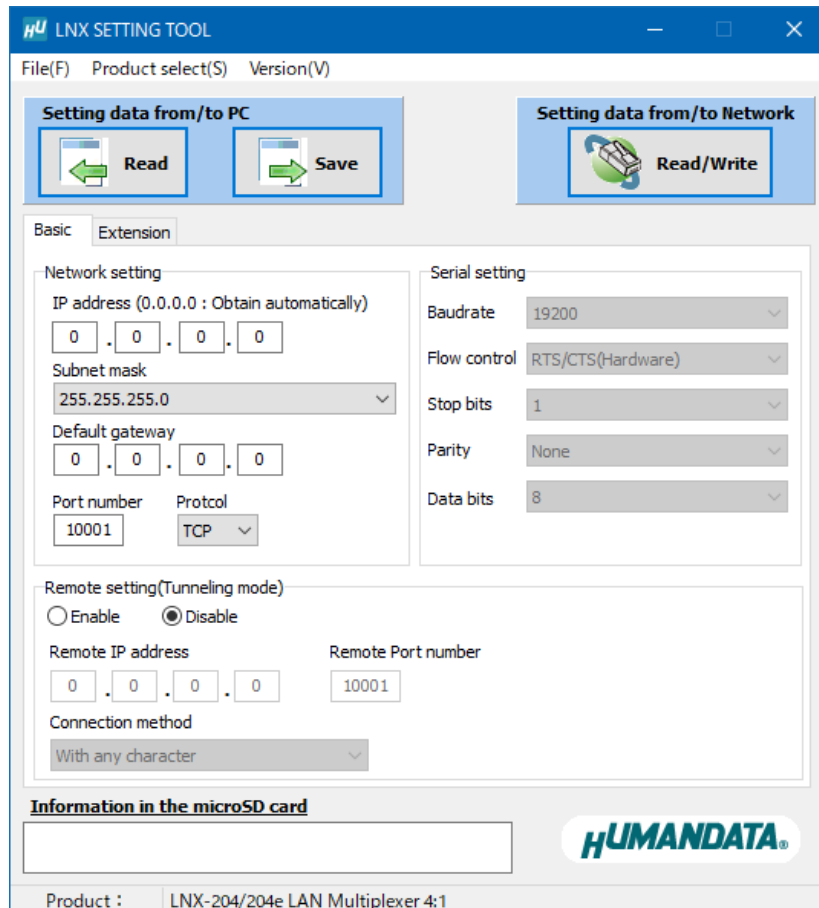 HU LNX SETTING TOOL
File(F) Product select(S) Version(V)
Setting data from/to PC
Read
Save
Setting data from/to Network
Read/Write
Basic
Extension
Network setting
IP address (0.0.0.0 : Obtain automatically)
0 . 0 . 0 . 0
Subnet mask
255.255.255.0
Default gateway
0 . 0 . 0 . 0
Port number Protcol
10001 TCP
Serial setting
Baudrate 19200
Flow control RTS/CTS(Hardware)
Stop bits 1
Parity None
Data bits 8
Remote setting(Tunneling mode)
Enable Disable
Remote IP address Remote Port number
0 . 0 . 0 . 0 10001
Connection method
With any character
Information in the microSD card
HUMANDATA®
Product : LNX-204/204e LAN Multiplexer 4:1